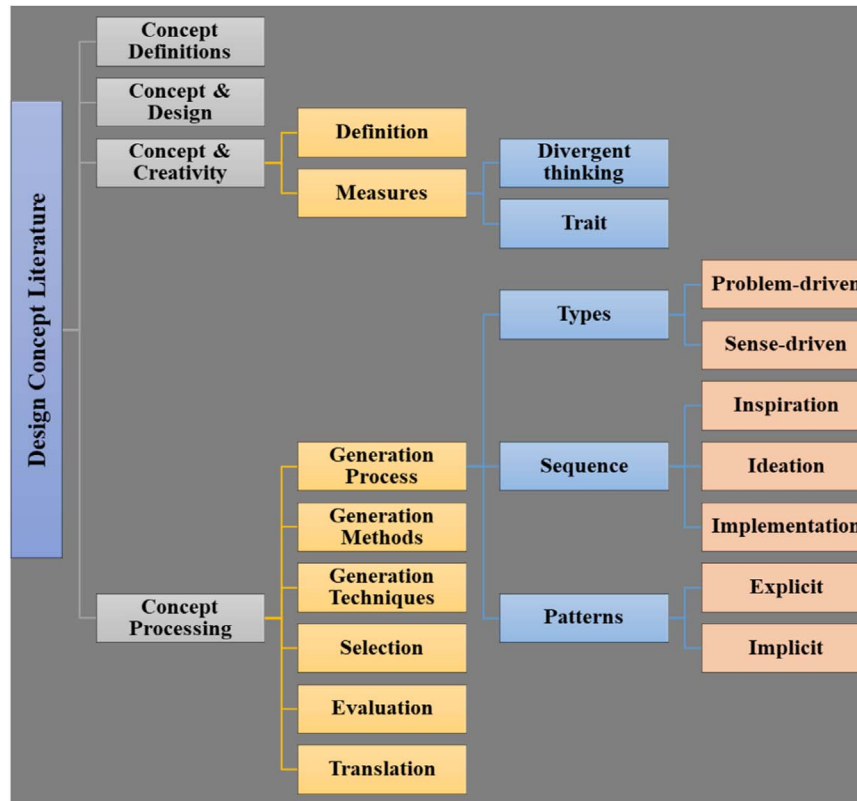 Design Concept Literature
Concept
Definitions
Concept &
Design
Concept &
Creativity
Definition
Measures
Divergent
thinking
Trait
Concept
Processing
Generation
Process
Generation
Methods
Generation
Techniques
Selection
Evaluation
Translation
Types
Problem-driven
Sense-driven
Sequence
Inspiration
Ideation
Implementation
Patterns
Explicit
Implicit